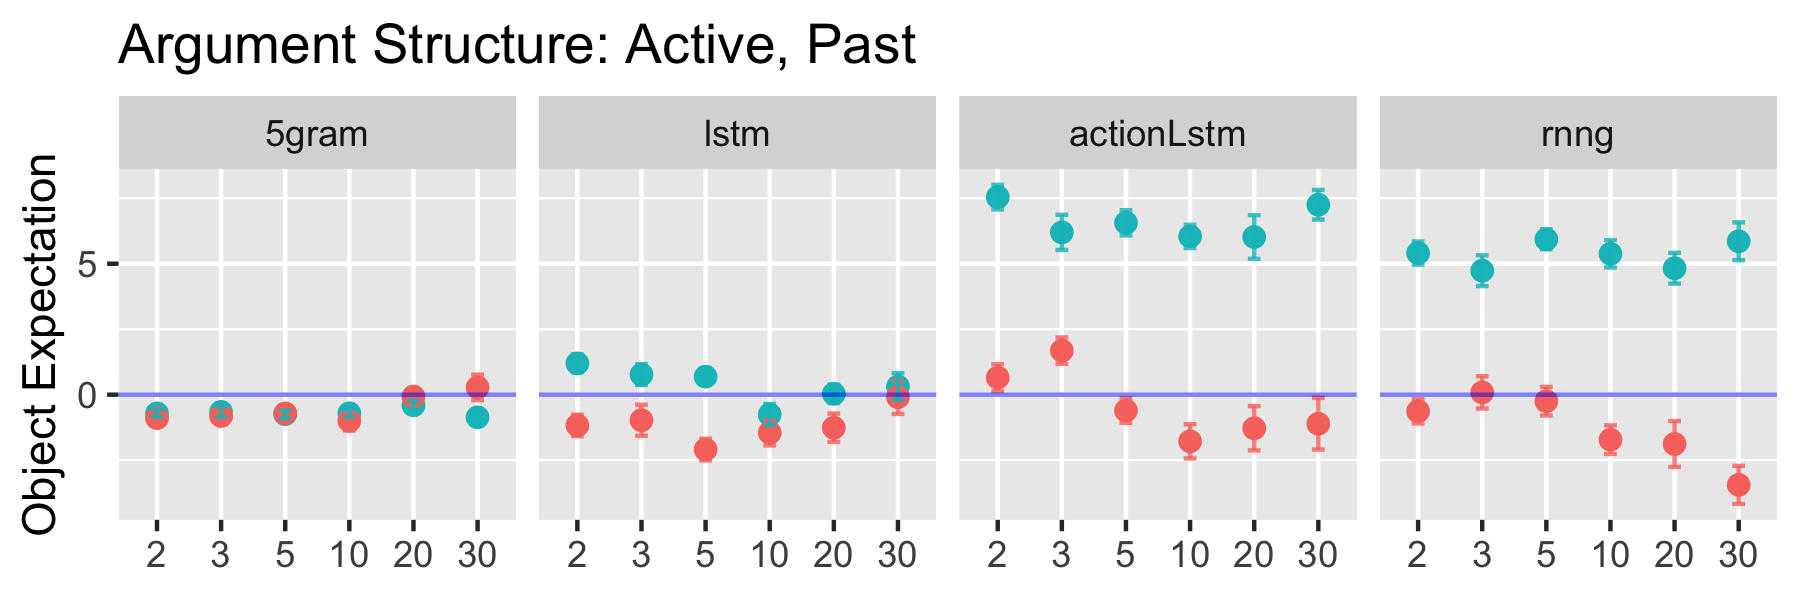 Argument Structure: Active, Past
5gram lstm actionLstm rnng
Object Expectation
5
0
2 3 5 10 20 30 2 3 5 10 20 30 2 3 5 10 20 30 2 3 5 10 20 30